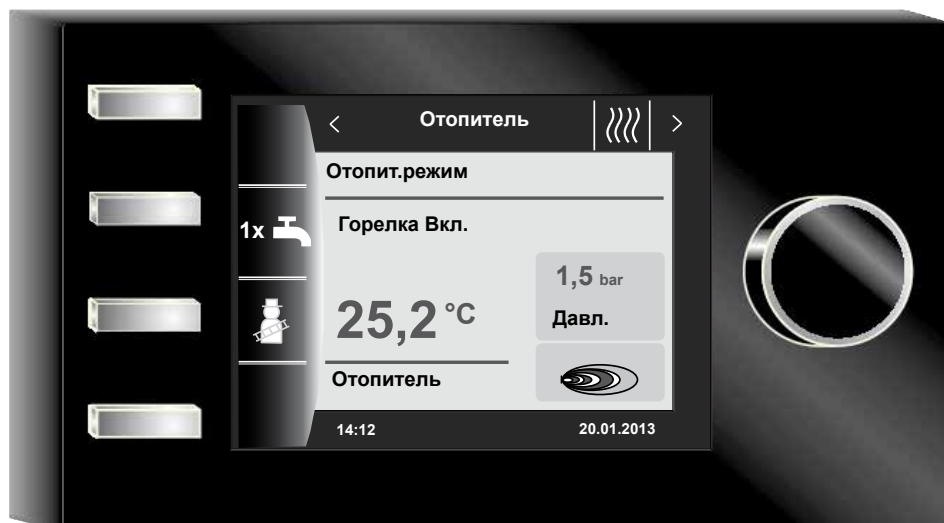 Отопитель
Отопит.режим
1x
Горелка Вкл.
1,5 bar
25,2 °C
Давл.
Отопитель
14:12
20.01.2013